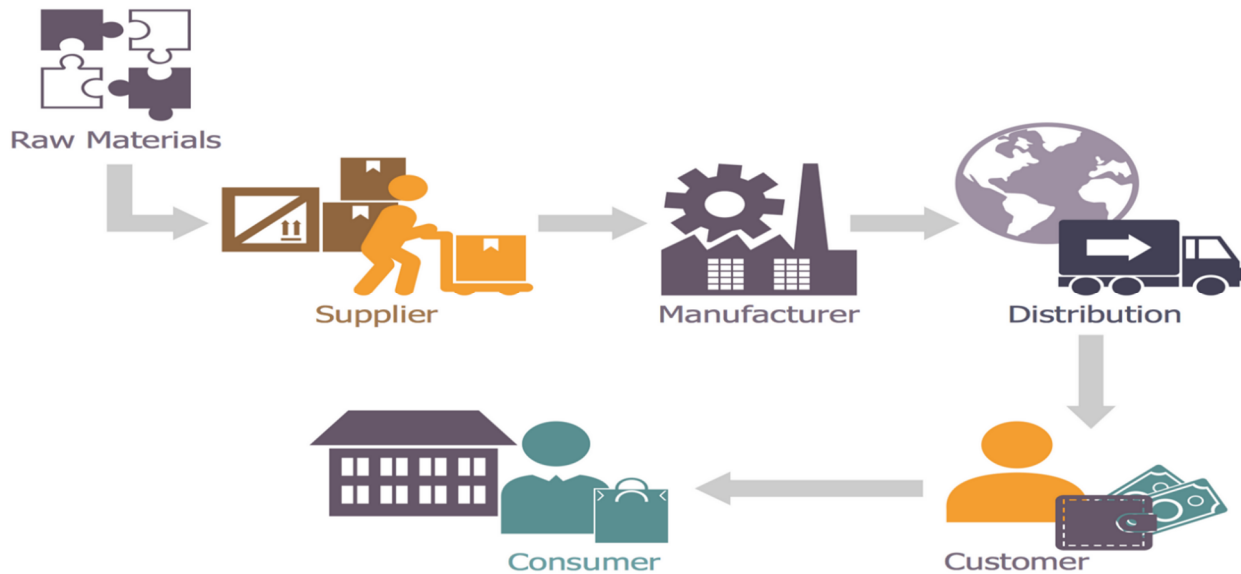 Raw Materials
Supplier
Manufacturer
Distribution
Customer
Consumer